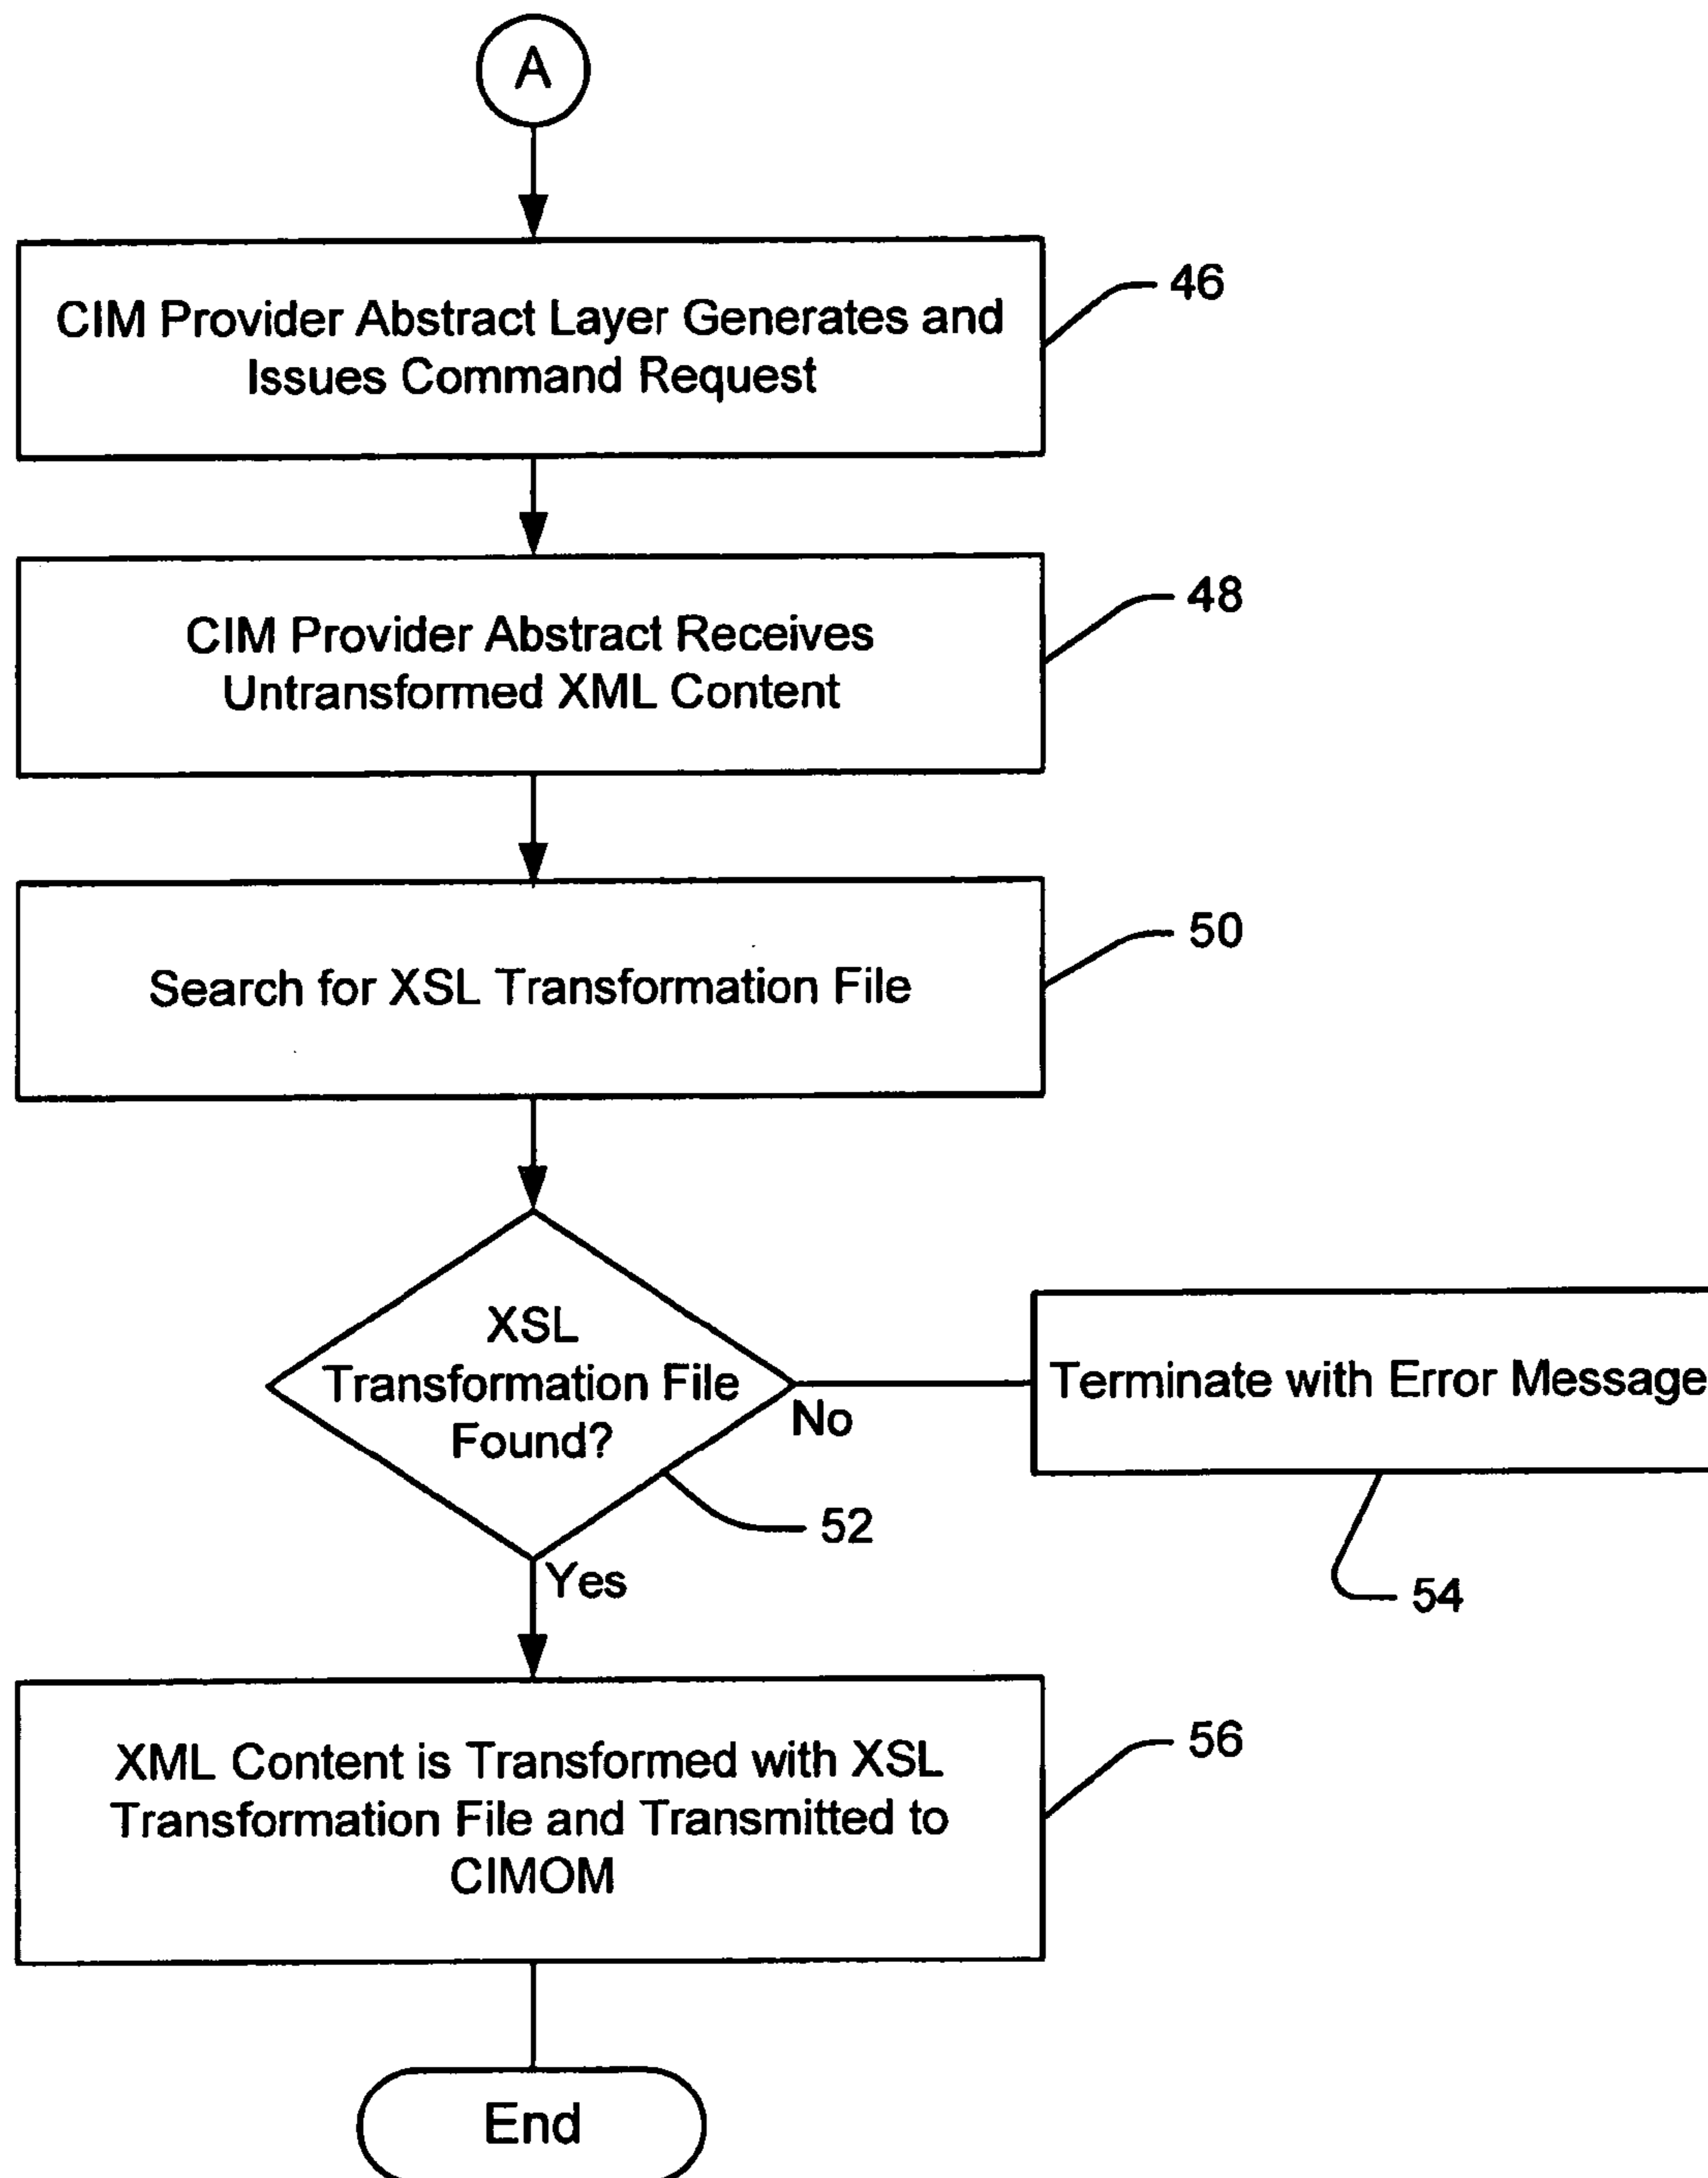 A
CIM Provider Abstract Layer Generates and
Issues Command Request
46
CIM Provider Abstract Receives
Untransformed XML Content
48
Search for XSL Transformation File
50
XSL
Transformation File
Found?
No
52
Terminate with Error Message
54
Yes
XML Content is Transformed with XSL
Transformation File and Transmitted to
CIMOM
56
End